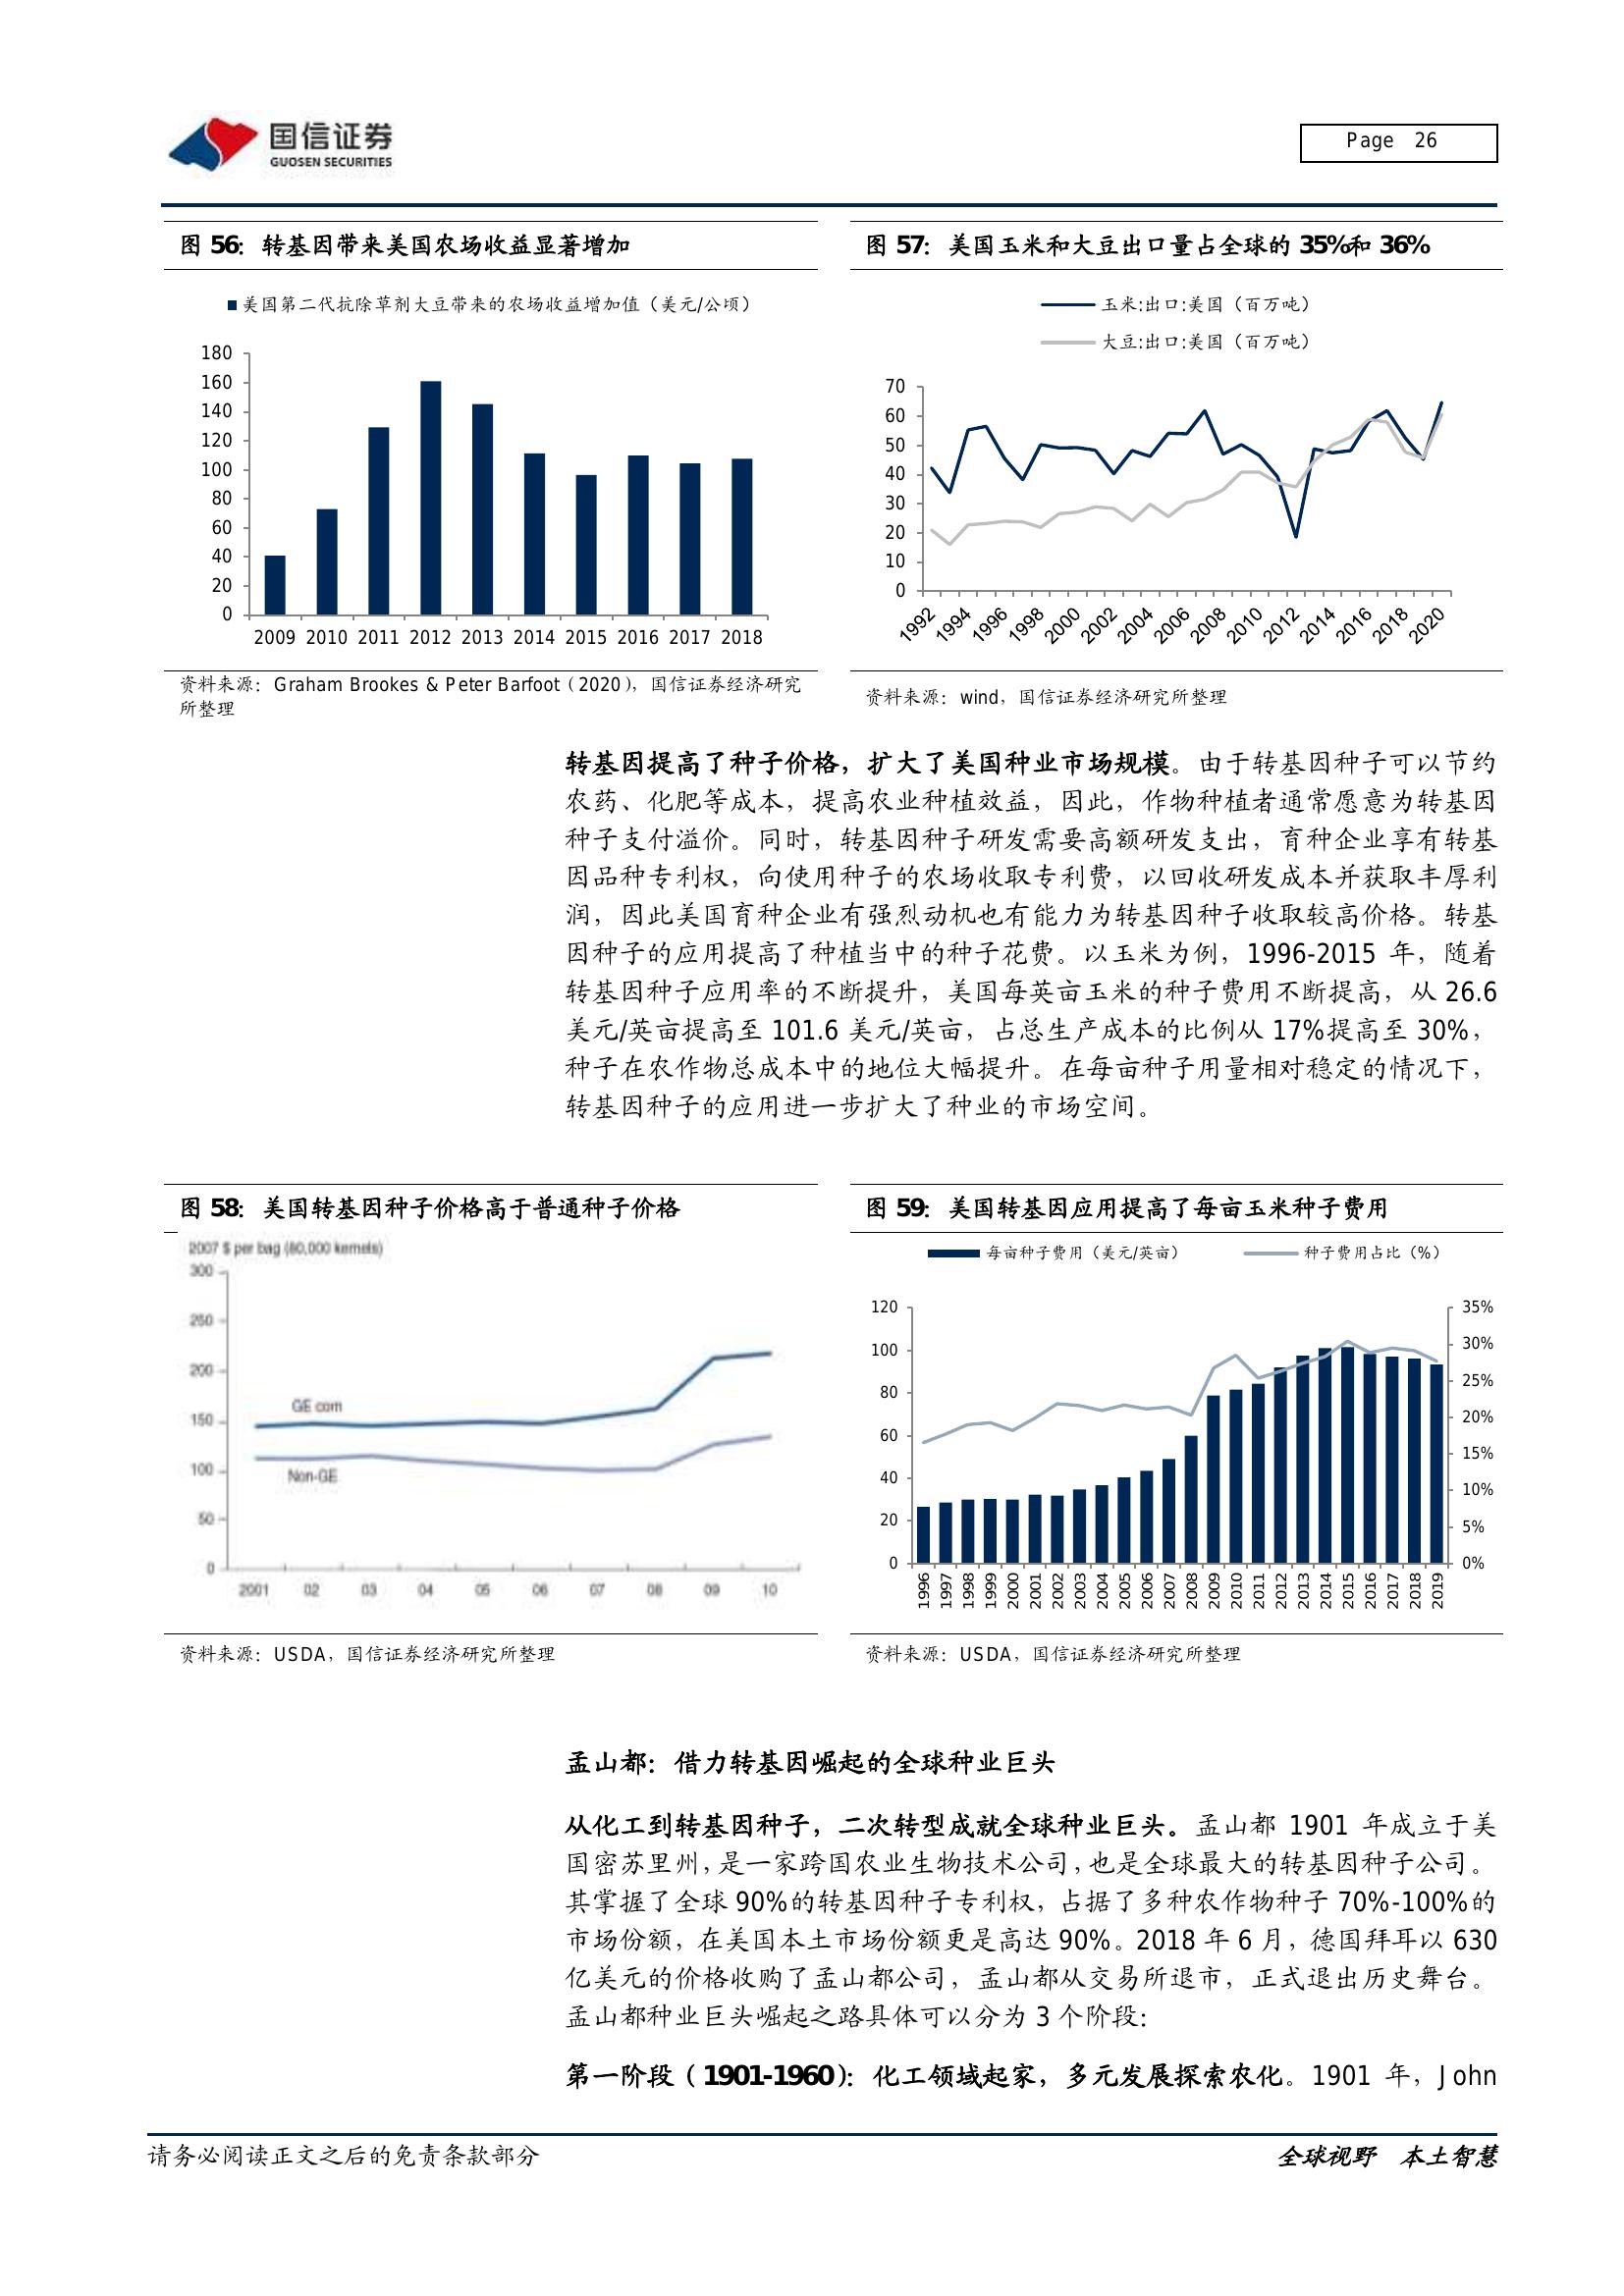 国信证券
GUOSEN SECURITIES
Page 26
图 56：转基因带来美国农场收益显著增加
美国第二代抗除草剂大豆带来的农场收益增加值（美元/公顷）
180
160
140
120
100
80
60
40
20
0
2009 2010 2011 2012 2013 2014 2015 2016 2017 2018
资料来源：Graham Brookes & Peter Barfoot（2020），国信证券经济研究
所整理
图 57：美国玉米和大豆出口量占全球的 35%和 36%
玉米:出口:美国（百万吨）
大豆:出口:美国（百万吨）
70
60
50
40
30
20
10
0
1992 1994 1996 1998 2000 2002 2004 2006 2008 2010 2012 2014 2016 2018 2020
资料来源：wind，国信证券经济研究所整理
转基因提高了种子价格，扩大了美国种业市场规模。由于转基因种子可以节约
农药、化肥等成本，提高农业种植效益，因此，作物种植者通常愿意为转基因
种子支付溢价。同时，转基因种子研发需要高额研发支出，育种企业享有转基
因品种专利权，向使用种子的农场收取专利费，以回收研发成本并获取丰厚利
润，因此美国育种企业有强烈动机也有能力为转基因种子收取较高价格。转基
因种子的应用提高了种植当中的种子花费。以玉米为例，1996-2015 年，随着
转基因种子应用率的不断提升，美国每英亩玉米的种子费用不断提高，从 26.6
美元/英亩提高至 101.6 美元/英亩，占总生产成本的比例从 17%提高至 30%，
种子在农作物总成本中的地位大幅提升。在每亩种子用量相对稳定的情况下，
转基因种子的应用进一步扩大了种业的市场空间。
图 58：美国转基因种子价格高于普通种子价格
2007 $ per bag (80,000 kernels)
300
250
200
150
100
50
0
GE corn
Non-GE
2001 02 03 04 05 06 07 08 09 10
资料来源：USDA，国信证券经济研究所整理
图 59：美国转基因应用提高了每亩玉米种子费用
每亩种子费用（美元/英亩） 种子费用占比（%）
120
100
80
60
40
20
0
35%
30%
25%
20%
15%
10%
5%
0%
1996 1997 1998 1999 2000 2001 2002 2003 2004 2005 2006 2007 2008 2009 2010 2011 2012 2013 2014 2015 2016 2017 2018 2019
资料来源：USDA，国信证券经济研究所整理
孟山都：借力转基因崛起的全球种业巨头
从化工到转基因种子，二次转型成就全球种业巨头。孟山都 1901 年成立于美
国密苏里州，是一家跨国农业生物技术公司，也是全球最大的转基因种子公司。
其掌握了全球 90%的转基因种子专利权，占据了多种农作物种子 70%-100%的
市场份额，在美国本土市场份额更是高达 90%。2018 年 6 月，德国拜耳以 630
亿美元的价格收购了孟山都公司，孟山都从交易所退市，正式退出历史舞台。
孟山都种业巨头崛起之路具体可以分为 3 个阶段：
第一阶段（1901-1960）：化工领域起家，多元发展探索农化。1901 年，John
请务必阅读正文之后的免责条款部分
全球视野 本土智慧